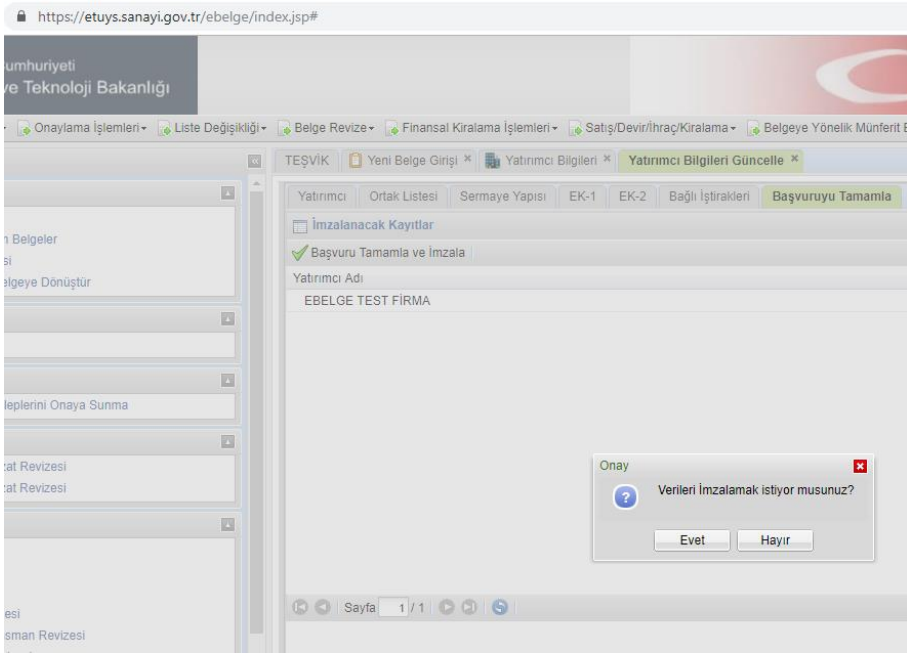 https://etuys.sanayi.gov.tr/ebelge/index.jsp#
umhuriyeti
ve Teknoloji Bakanlığı
Onaylama İşlemleri Liste Değişikliği Belge Revize Finansal Kiralama İşlemleri Satış/Devir/İhraç/Kiralama Belgeye Yönelik Münferit
TEŞVİK Yeni Belge Girişi Yatırımcı Bilgileri Yatırımcı Bilgileri Güncelle
Yatırımcı Ortak Listesi Sermaye Yapısı EK-1 EK-2 Bağlı İştirakleri Başvuruyu Tamamla
İmzalanacak Kayıtlar
Başvuru Tamamla ve İmzala
Yatırımcı Adı
EBELGE TEST FİRMA
n Belgeler
si
elgeye Dönüştür
leplerini Onaya Sunma
zat Revizesi
zat Revizesi
esi
sman Revizesi
Onay
Verileri İmzalamak istiyor musunuz?
Evet Hayır
Sayfa 1 / 1